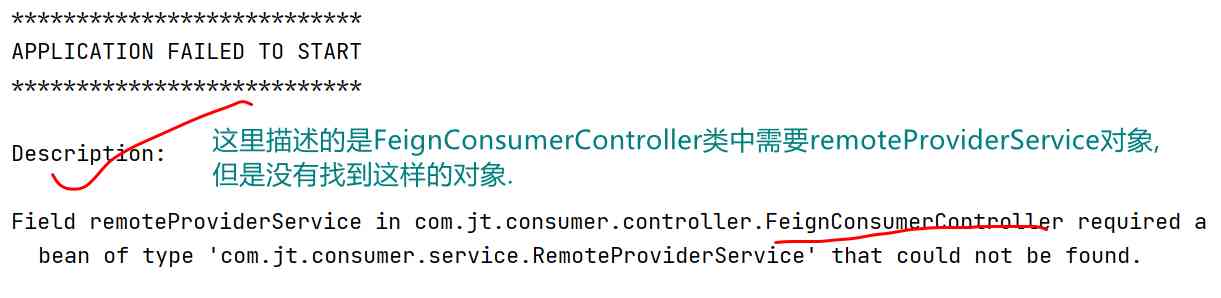 ***************************
APPLICATION FAILED TO START
***************************
Description:
这里描述的是FeignConsumerController类中需要remoteProviderService对象,
但是没有找到这样的对象.
Field remoteProviderService in com.jt.consumer.controller.FeignConsumerController required a
bean of type 'com.jt.consumer.service.RemoteProviderService' that could not be found.